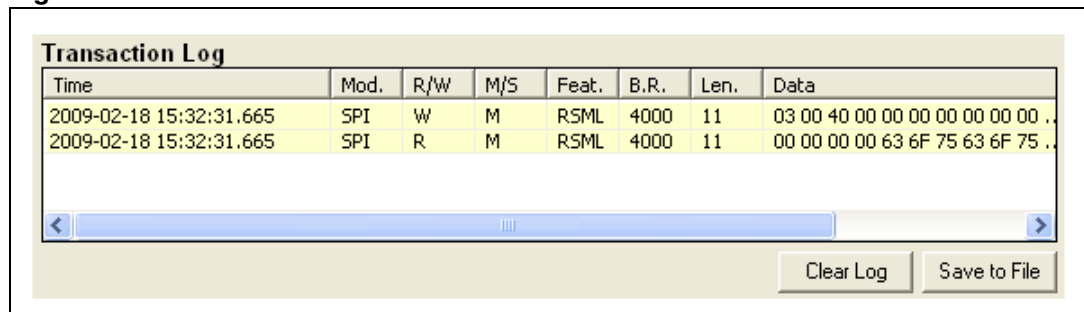 Transaction Log
Time Mod. R/W M/S Feat. B.R. Len. Data
2009-02-18 15:32:31.665 SPI W M RSML 4000 11 03 00 40 00 00 00 00 00 00 00 ..
2009-02-18 15:32:31.665 SPI R M RSML 4000 11 00 00 00 00 63 6F 75 63 6F 75 ..
Clear Log Save to File